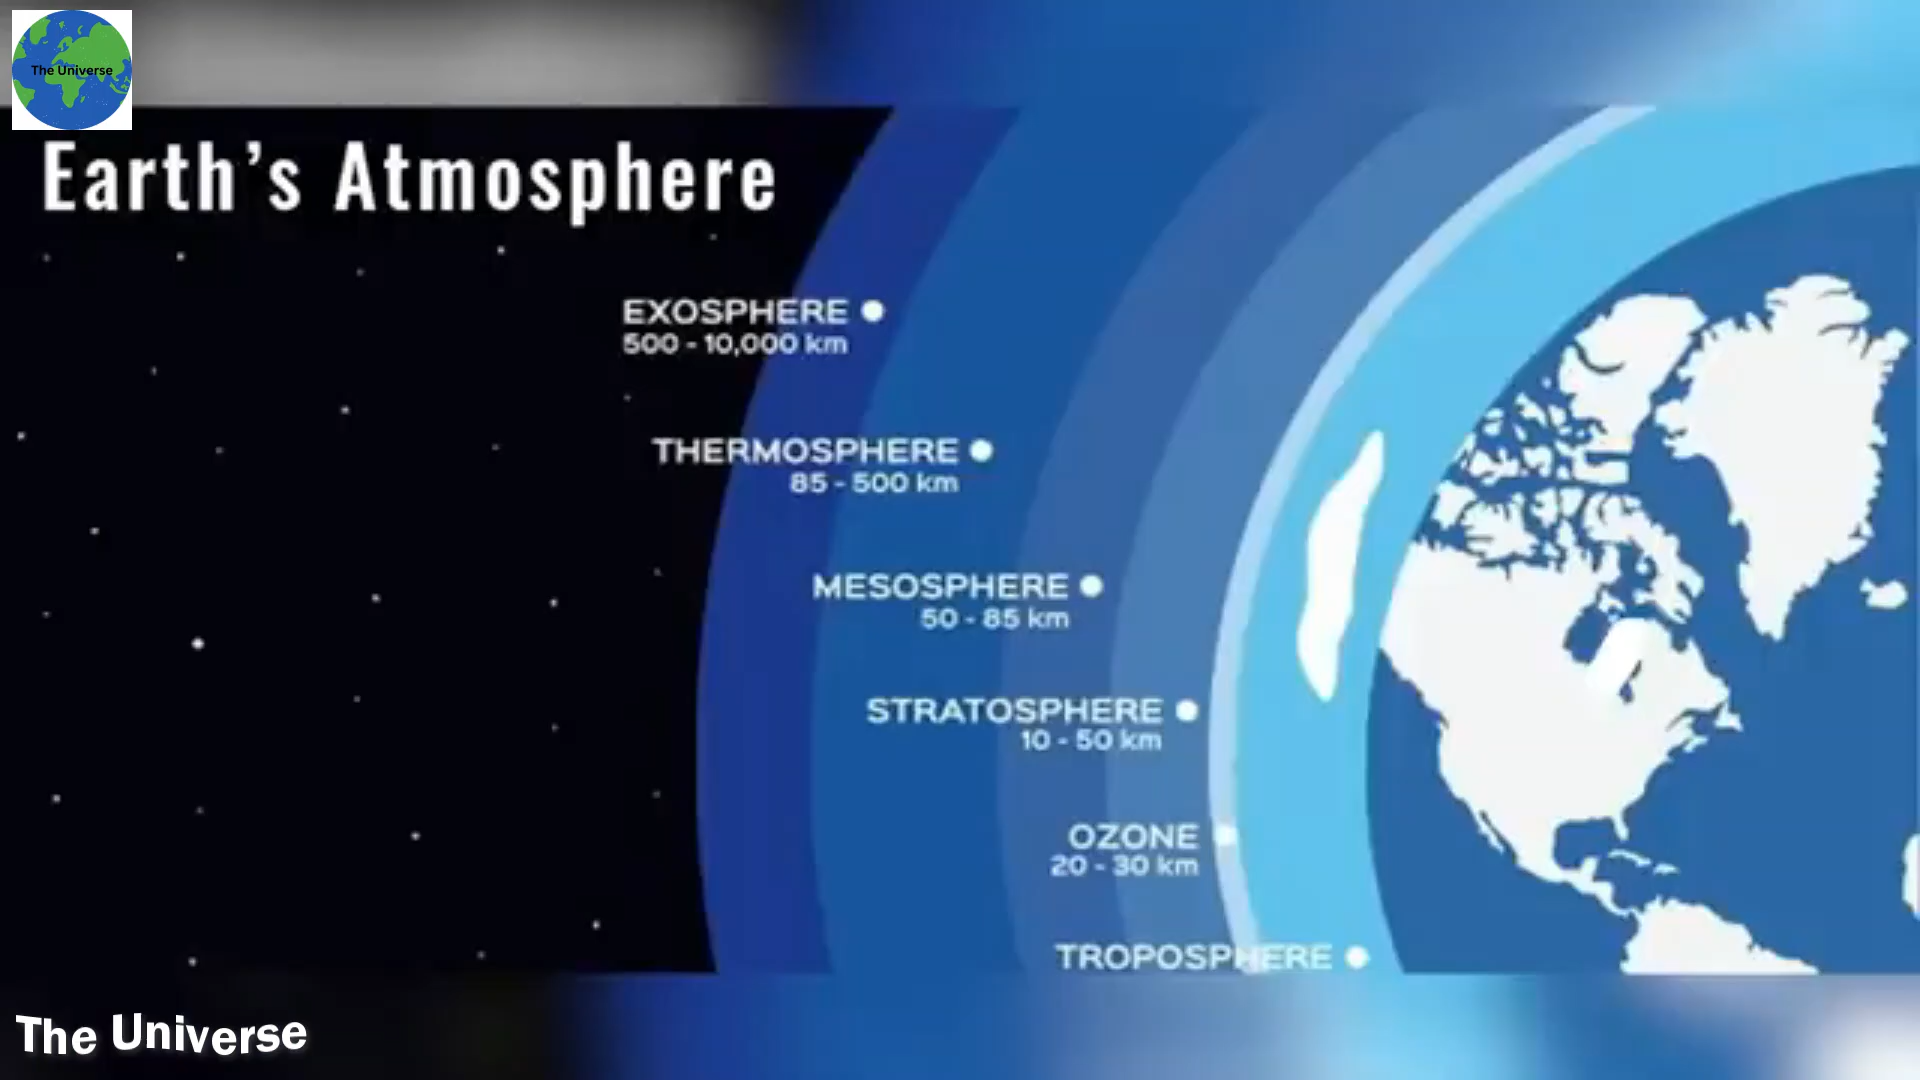 The Universe
Earth's Atmosphere
EXOSPHERE
500 - 10,000 km
THERMOSPHERE
85 - 500 km
MESOSPHERE
50 - 85 km
STRATOSPHERE
10 - 50 km
OZONE
20 - 30 km
TROPOSPHERE
The Universe